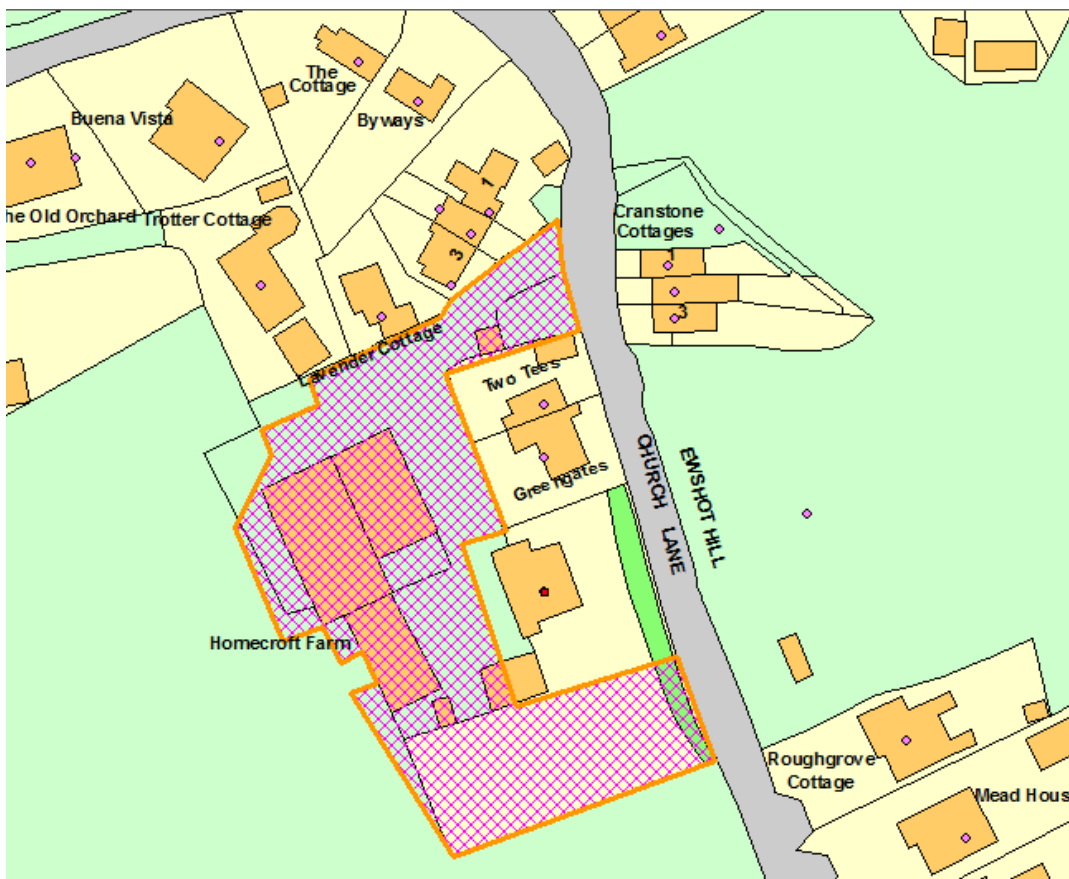 The
Cottage
Buena Vista
Byways
1
he Old Orchard
Trotter Cottage
Cranstone
Cottages
3
1
3
Lavender Cottage
Two Tees
Greengates
CHURCH LANE
EWSHOT HILL
Homecroft Farm
Roughgrove
Cottage
Mead Hous